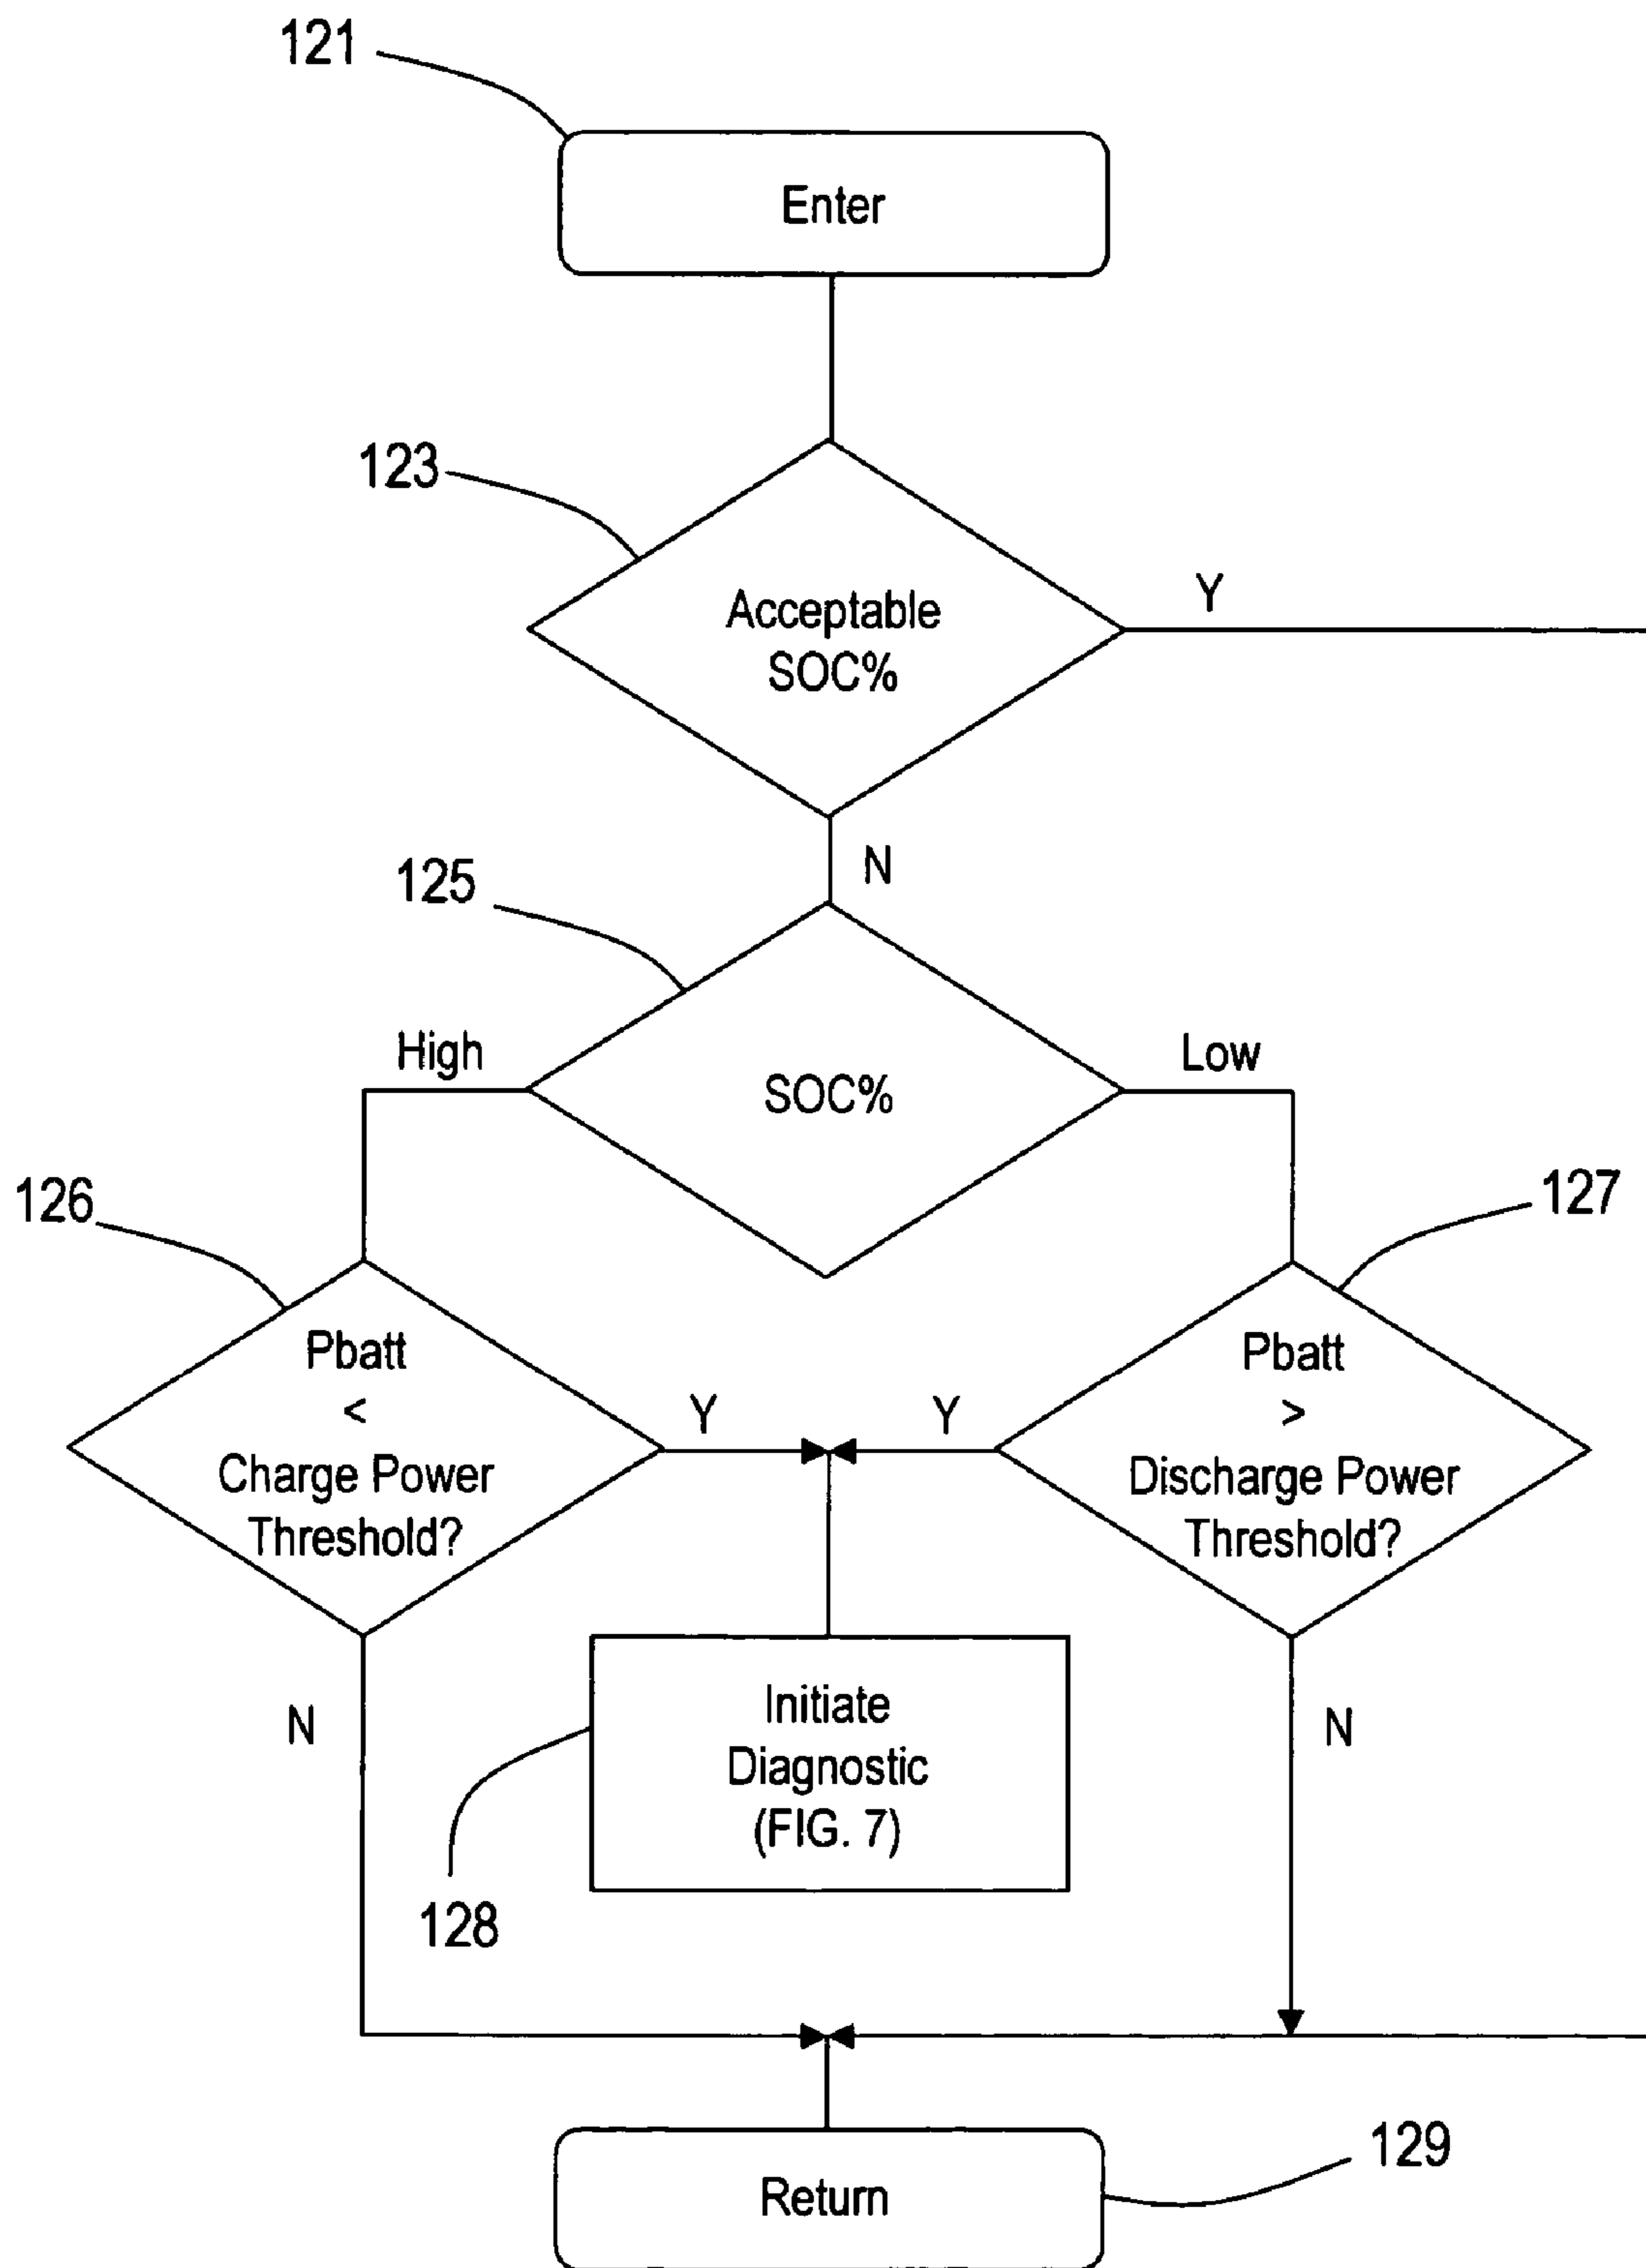 121
Enter
123
Acceptable
SOC%
Y
N
125
High
SOC%
Low
126
127
Pbatt
<
Charge Power
Threshold?
Y
Y
Pbatt
>
Discharge Power
Threshold?
N
Initiate
Diagnostic
(FIG. 7)
N
128
129
Return